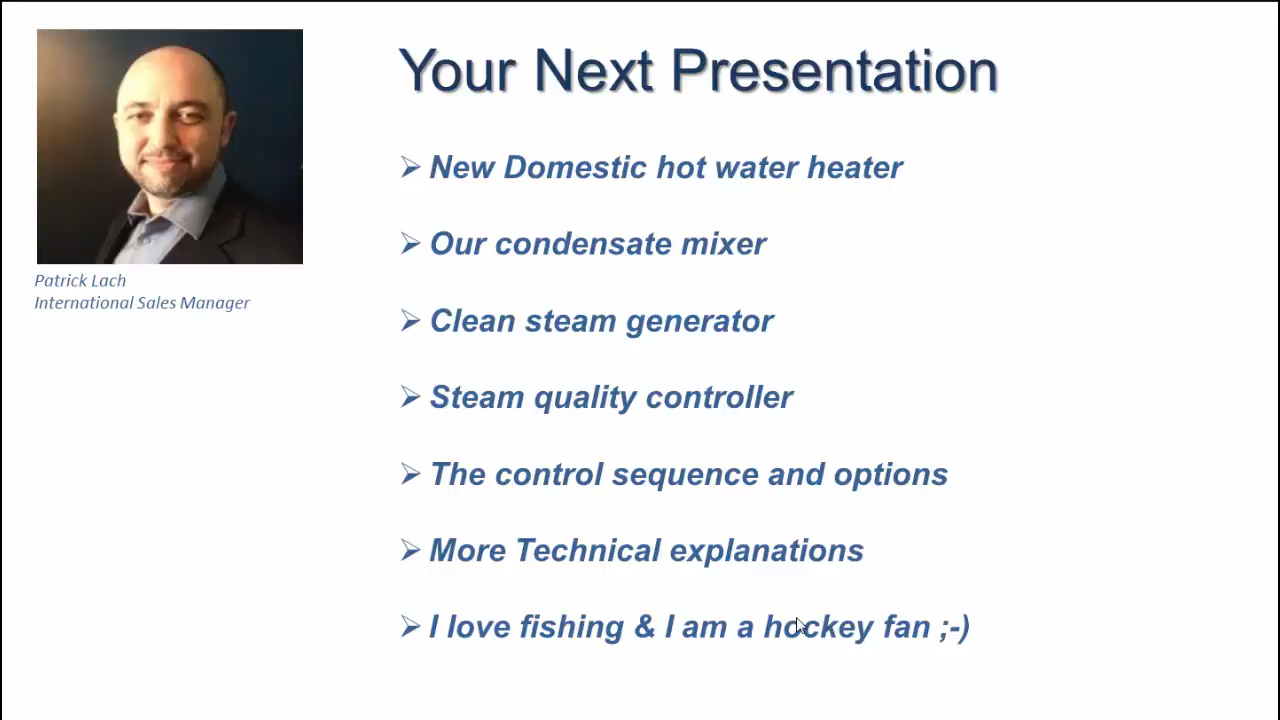 Your Next Presentation
Patrick Lach
International Sales Manager
New Domestic hot water heater
Our condensate mixer
Clean steam generator
Steam quality controller
The control sequence and options
More Technical explanations
I love fishing & I am a hockey fan ;-)